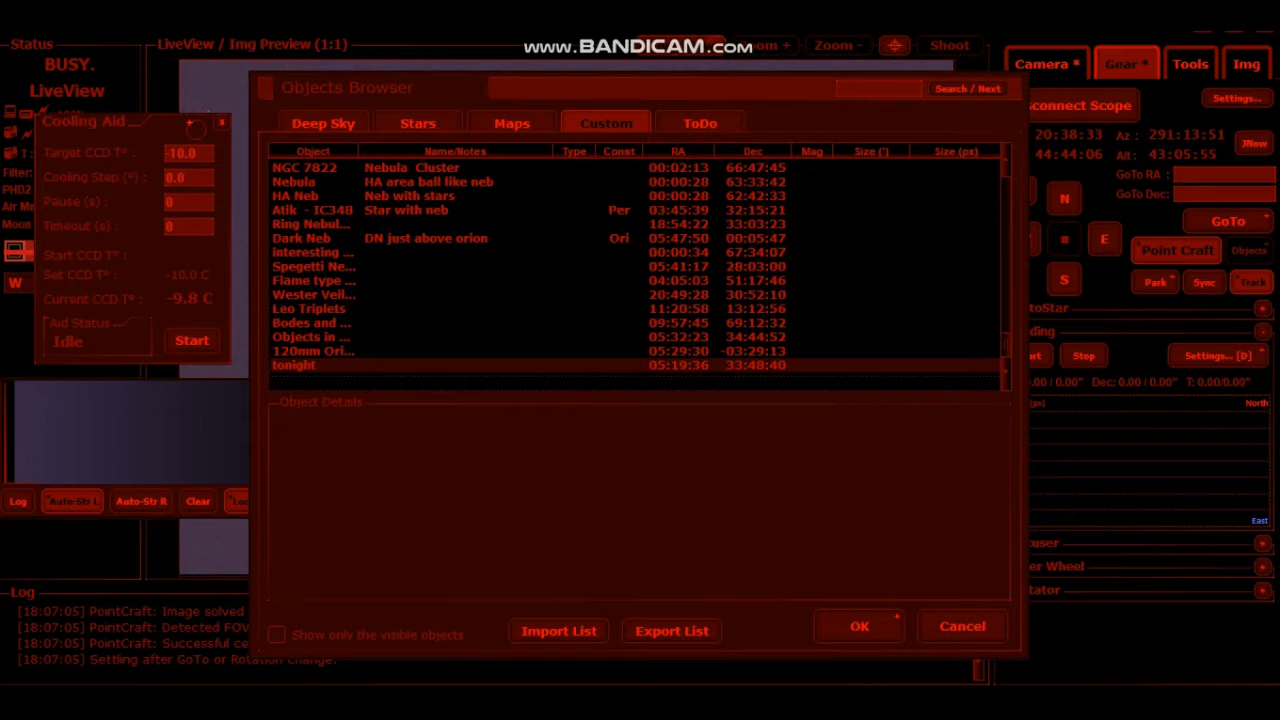 www.BANDICAM.com
Status
BUSY.
LiveView
LiveView / Img Preview (1:1)
Zoom -
Shoot
Camera *
Gear *
Tools
Img
Settings...
20:38:33
Az :
291:13:51
44:44:06
Alt :
43:05:55
JNow
GoTo RA :
GoTo Dec:
N
GoTo
E
Point Craft
Objects
S
Park
Sync
Track
Stop
Settings... [D]
Dec: 0.00 / 0.00"
T: 0.00/0.00"
North
East
Cooling Aid
x
Target CCD T° :
-10.0
Cooling Step (°) :
0.0
Pause (s) :
0
Timeout (s) :
0
Start CCD T° :
Set CCD T° :
-10.0 C
Current CCD T° :
-9.8 C
Aid Status
Idle
Start
Filter:
PHD2
Moon
W
Objects Browser
Search / Next
Deep Sky
Stars
Maps
Custom
ToDo
Object Name/Notes Type Const RA Dec Mag Size (') Size (px)
NGC 7822 Nebula Cluster 00:02:13 66:47:45
Nebula HA area ball like neb 00:00:28 63:33:42
HA Neb Neb with stars 00:00:28 62:42:33
Atik - IC348 Star with neb Per 03:45:39 32:15:21
Ring Nebul... 18:54:22 33:03:23
Dark Neb DN just above orion Ori 05:47:50 00:05:47
interesting ... 00:00:34 67:34:07
Spegetti Ne... 05:41:17 28:03:00
Flame type ... 04:05:03 51:17:46
Wester Veil... 20:49:28 30:52:10
Leo Triplets 11:20:58 13:12:56
Bodes and ... 09:57:45 69:12:32
Objects in ... 05:32:23 34:44:52
120mm Ori... 05:29:30 -03:29:13
tonight 05:19:36 33:48:40
Object Details
Show only the visible objects
Import List
Export List
OK
Cancel
Log
Auto-Str L
Auto-Str R
Clear
Log
[18:07:05] PointCraft: Image solved
[18:07:05] PointCraft: Detected FOV
[18:07:05] PointCraft: Successful ce
[18:07:05] Settling after GoTo or Rotation Change.